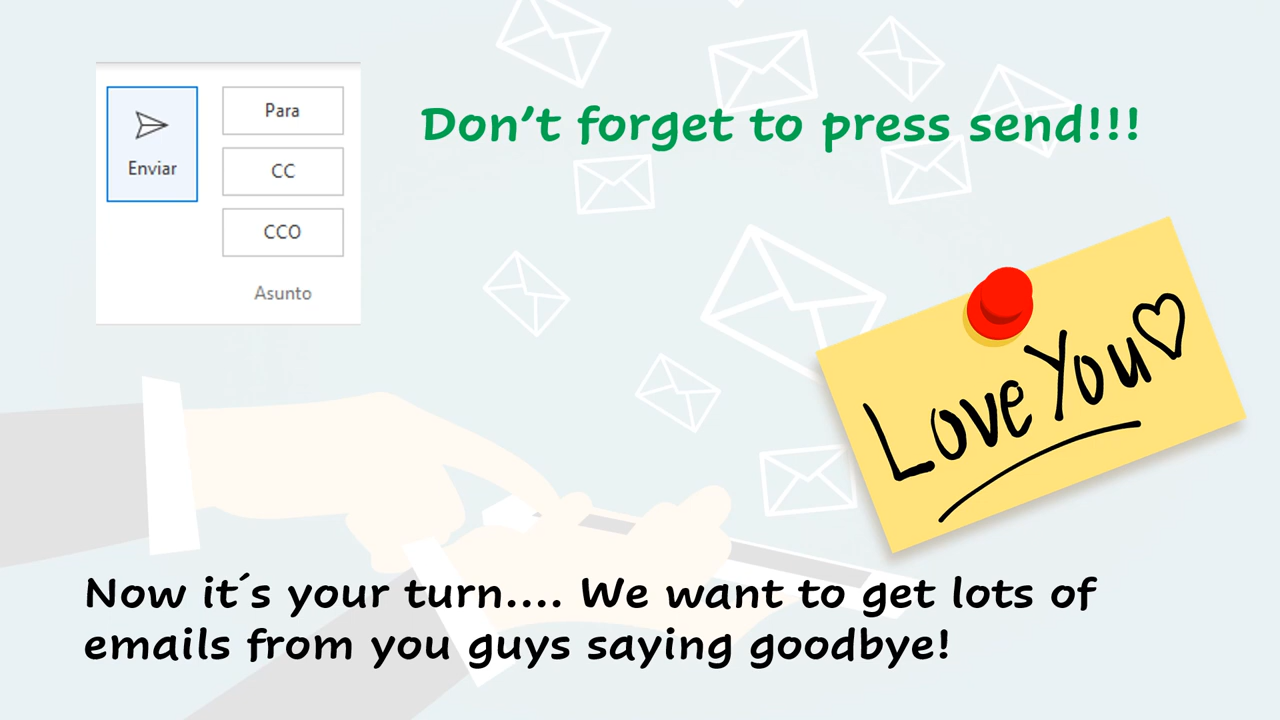 Para
Don't forget to press send!!!
Enviar
CC
CCO
Asunto
Love You♡
Now it´s your turn.... We want to get lots of
emails from you guys saying goodbye!